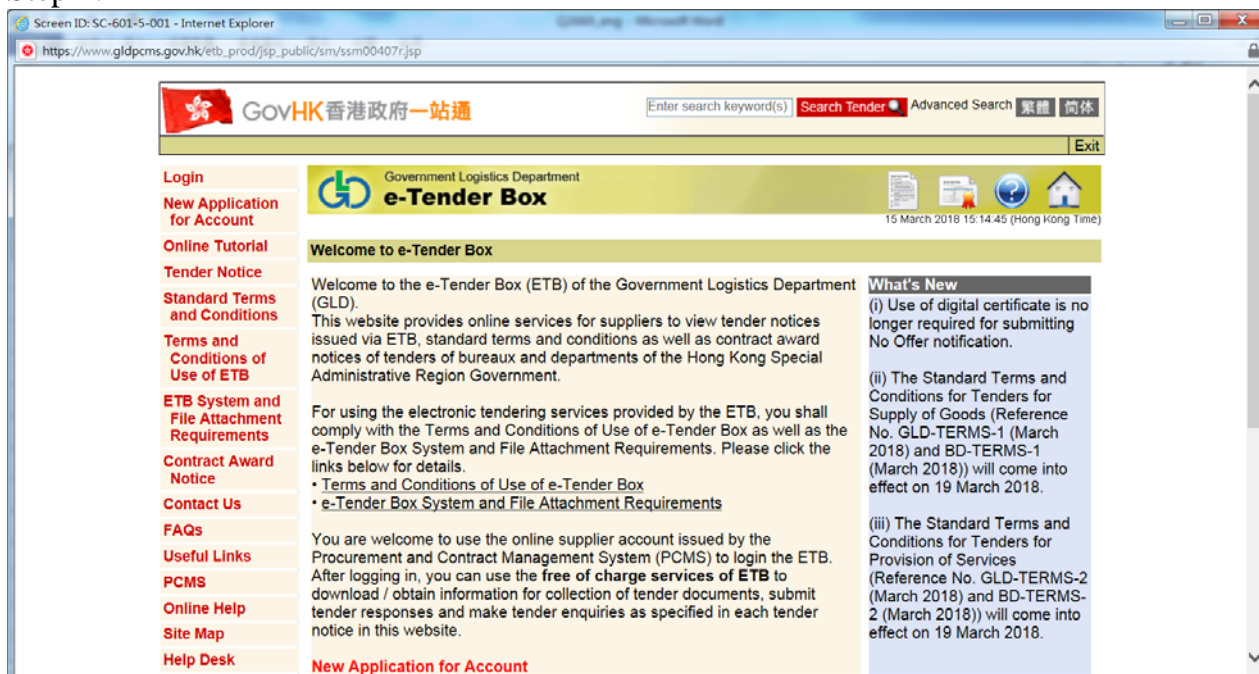 Screen ID: SC-601-5-001 - Internet Explorer
https://www.gldpcms.gov.hk/etb_prod/jsp_public/sm/ssm00407r.jsp
GovHK香港政府一站通
Enter search keyword(s)
Search Tender
Advanced Search
繁體
简体
Exit
Login
New Application
for Account
Online Tutorial
Tender Notice
Standard Terms
and Conditions
Terms and
Conditions of
Use of ETB
ETB System and
File Attachment
Requirements
Contract Award
Notice
Contact Us
FAQs
Useful Links
PCMS
Online Help
Site Map
Help Desk
Government Logistics Department
e-Tender Box
15 March 2018 15:14:45 (Hong Kong Time)
Welcome to e-Tender Box
Welcome to the e-Tender Box (ETB) of the Government Logistics Department
(GLD).
This website provides online services for suppliers to view tender notices
issued via ETB, standard terms and conditions as well as contract award
notices of tenders of bureaux and departments of the Hong Kong Special
Administrative Region Government.
For using the electronic tendering services provided by the ETB, you shall
comply with the Terms and Conditions of Use of e-Tender Box as well as the
e-Tender Box System and File Attachment Requirements. Please click the
links below for details.
• Terms and Conditions of Use of e-Tender Box
• e-Tender Box System and File Attachment Requirements
You are welcome to use the online supplier account issued by the
Procurement and Contract Management System (PCMS) to login the ETB.
After logging in, you can use the free of charge services of ETB to
download / obtain information for collection of tender documents, submit
tender responses and make tender enquiries as specified in each tender
notice in this website.
New Application for Account
What's New
(i) Use of digital certificate is no
longer required for submitting
No Offer notification.
(ii) The Standard Terms and
Conditions for Tenders for
Supply of Goods (Reference
No. GLD-TERMS-1 (March
2018) and BD-TERMS-1
(March 2018)) will come into
effect on 19 March 2018.
(iii) The Standard Terms and
Conditions for Tenders for
Provision of Services
(Reference No. GLD-TERMS-2
(March 2018) and BD-TERMS-
2 (March 2018)) will come into
effect on 19 March 2018.